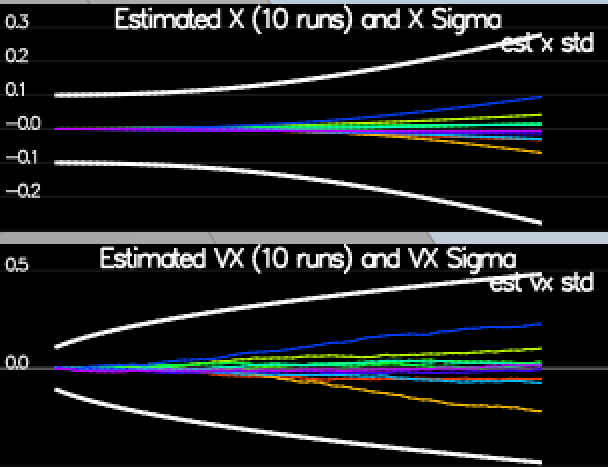 Estimated X (10 runs) and X Sigma
0.3
est x std
0.2
0.1
-0.0
-0.1
-0.2
Estimated VX (10 runs) and VX Sigma
0.5
est vx std
0.0